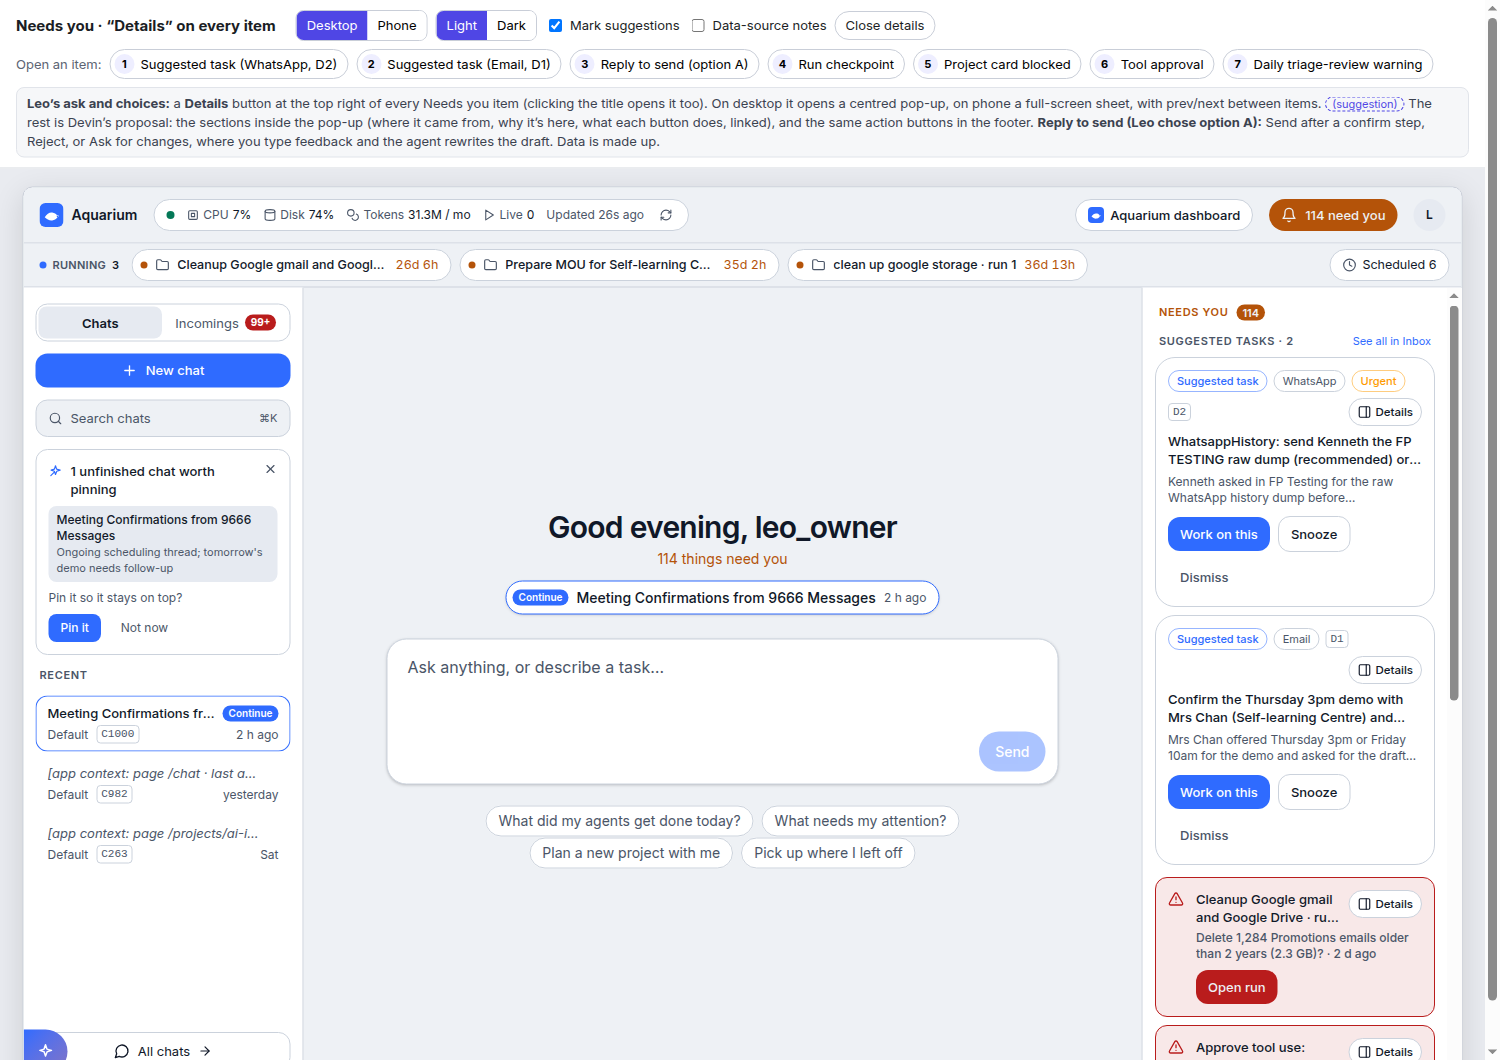 Needs you · “Details” on every item
Desktop Phone
Light Dark
Mark suggestions
Data-source notes
Close details
Open an item:
1 Suggested task (WhatsApp, D2)
2 Suggested task (Email, D1)
3 Reply to send (option A)
4 Run checkpoint
5 Project card blocked
6 Tool approval
7 Daily triage-review warning
Leo’s ask and choices: a Details button at the top right of every Needs you item (clicking the title opens it too). On desktop it opens a centred pop-up, on phone a full-screen sheet, with prev/next between items. (suggestion) The
rest is Devin’s proposal: the sections inside the pop-up (where it came from, why it’s here, what each button does, linked), and the same action buttons in the footer. Reply to send (Leo chose option A): Send after a confirm step,
Reject, or Ask for changes, where you type feedback and the agent rewrites the draft. Data is made up.
Aquarium
CPU 7% Disk 74% Tokens 31.3M / mo Live 0 Updated 26s ago
Aquarium dashboard
114 need you
L
RUNNING 3
Cleanup Google gmail and Googl... 26d 6h
Prepare MOU for Self-learning C... 35d 2h
clean up google storage · run 1 36d 13h
Scheduled 6
Chats
Incomings 99+
New chat
Search chats ⌘K
1 unfinished chat worth
pinning
Meeting Confirmations from 9666
Messages
Ongoing scheduling thread; tomorrow's
demo needs follow-up
Pin it so it stays on top?
Pin it
Not now
RECENT
Meeting Confirmations fr... Continue
Default C1000 2 h ago
[app context: page /chat · last a...
Default C982 yesterday
[app context: page /projects/ai-i...
Default C263 Sat
All chats
Good evening, leo_owner
114 things need you
Continue Meeting Confirmations from 9666 Messages 2 h ago
Ask anything, or describe a task...
Send
What did my agents get done today?
What needs my attention?
Plan a new project with me
Pick up where I left off
NEEDS YOU 114
SUGGESTED TASKS · 2 See all in Inbox
Suggested task WhatsApp Urgent
D2 Details
WhatsappHistory: send Kenneth the FP
TESTING raw dump (recommended) or...
Kenneth asked in FP Testing for the raw
WhatsApp history dump before...
Work on this Snooze
Dismiss
Suggested task Email D1
Details
Confirm the Thursday 3pm demo with
Mrs Chan (Self-learning Centre) and...
Mrs Chan offered Thursday 3pm or Friday
10am for the demo and asked for the draft...
Work on this Snooze
Dismiss
Cleanup Google gmail
and Google Drive · ru...
Details
Delete 1,284 Promotions emails older
than 2 years (2.3 GB)? · 2 d ago
Open run
Approve tool use:
Details